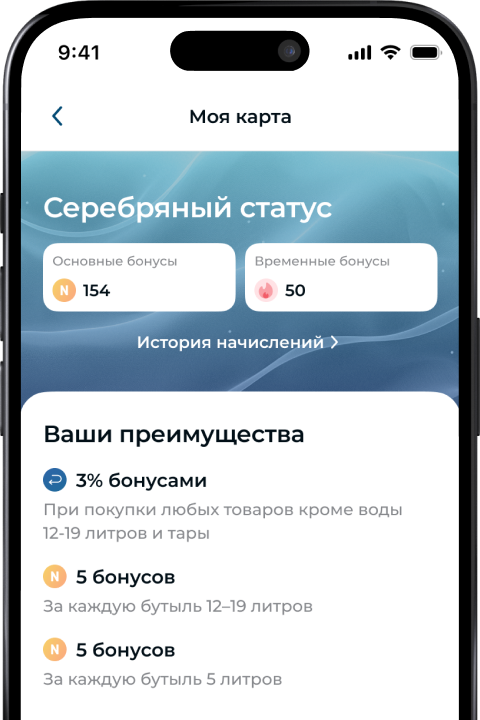 9:41
Моя карта
Серебряный статус
Основные бонусы
N 154
Временные бонусы
50
История начислений
Ваши преимущества
3% бонусами
При покупки любых товаров кроме воды
12-19 литров и тары
N 5 бонусов
За каждую бутыль 12–19 литров
N 5 бонусов
За каждую бутыль 5 литров